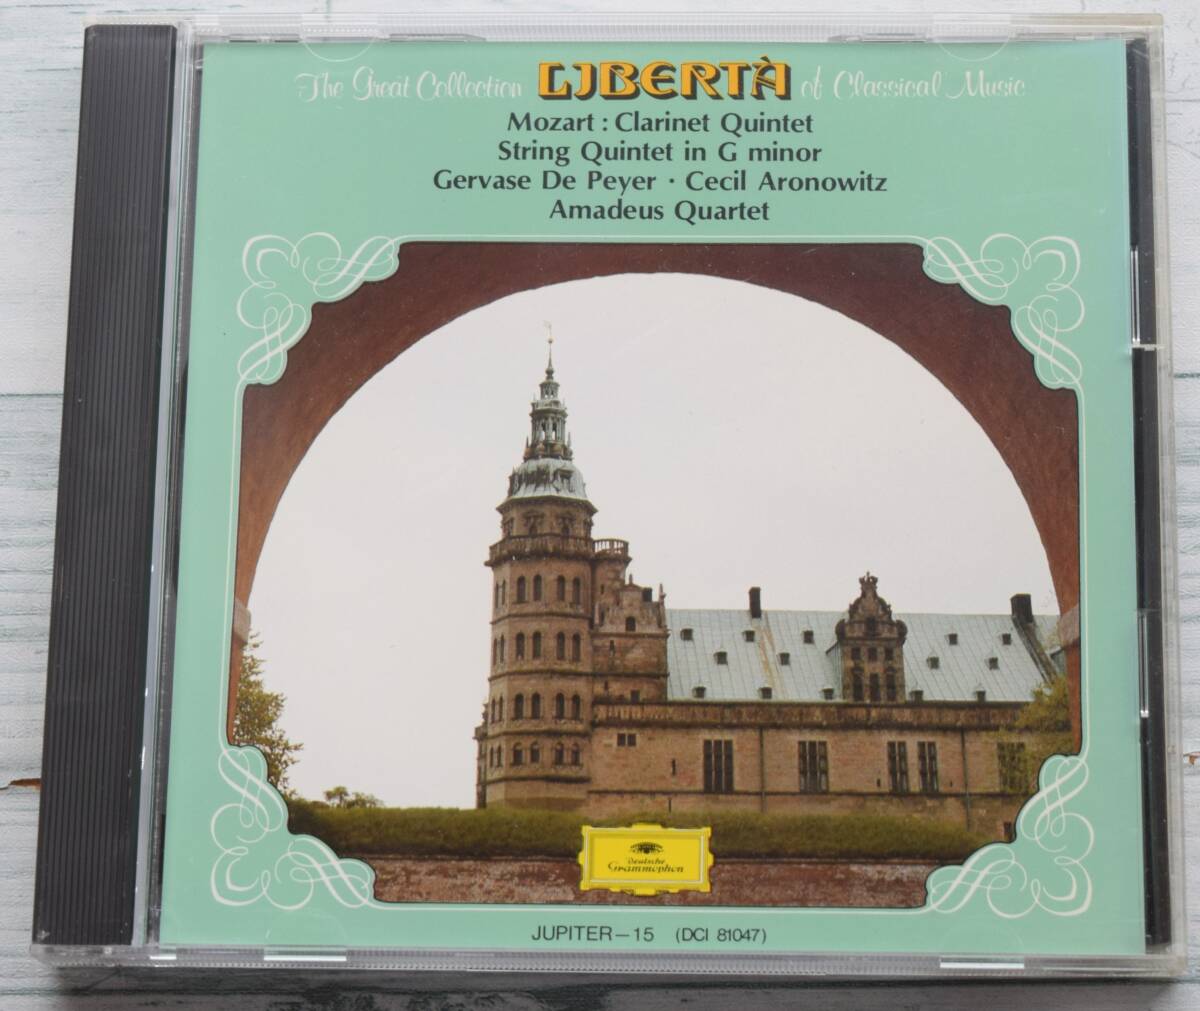 The Great Collection LIBERTÀ of Classical Music
Mozart : Clarinet Quintet
String Quintet in G minor
Gervase De Peyer · Cecil Aronowitz
Amadeus Quartet
Deutsche
Grammophon
JUPITER—15 (DCI 81047)